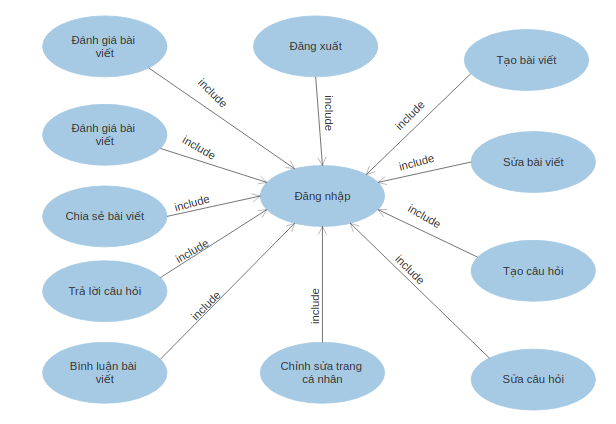 Đánh giá bài
viết
Đăng xuất
Tạo bài viết
include
include
include
Đánh giá bài
viết
include
include
Sửa bài viết
Đăng nhập
Chia sẻ bài viết
include
include
include
Trả lời câu hỏi
include
Tạo câu hỏi
include
include
Bình luận bài
viết
Chỉnh sửa trang
cá nhân
Sửa câu hỏi